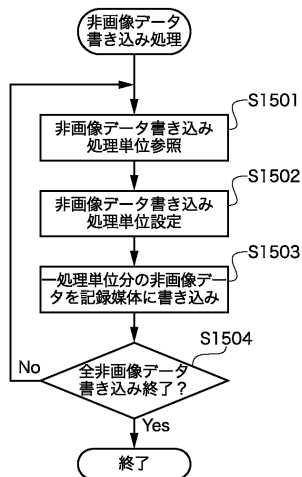 非画像データ
書き込み処理
S1501
非画像データ書き込み
処理単位参照
S1502
非画像データ書き込み
処理単位設定
S1503
一処理単位分の非画像デー
タを記録媒体に書き込み
S1504
全非画像データ
書き込み終了？
No
Yes
終了